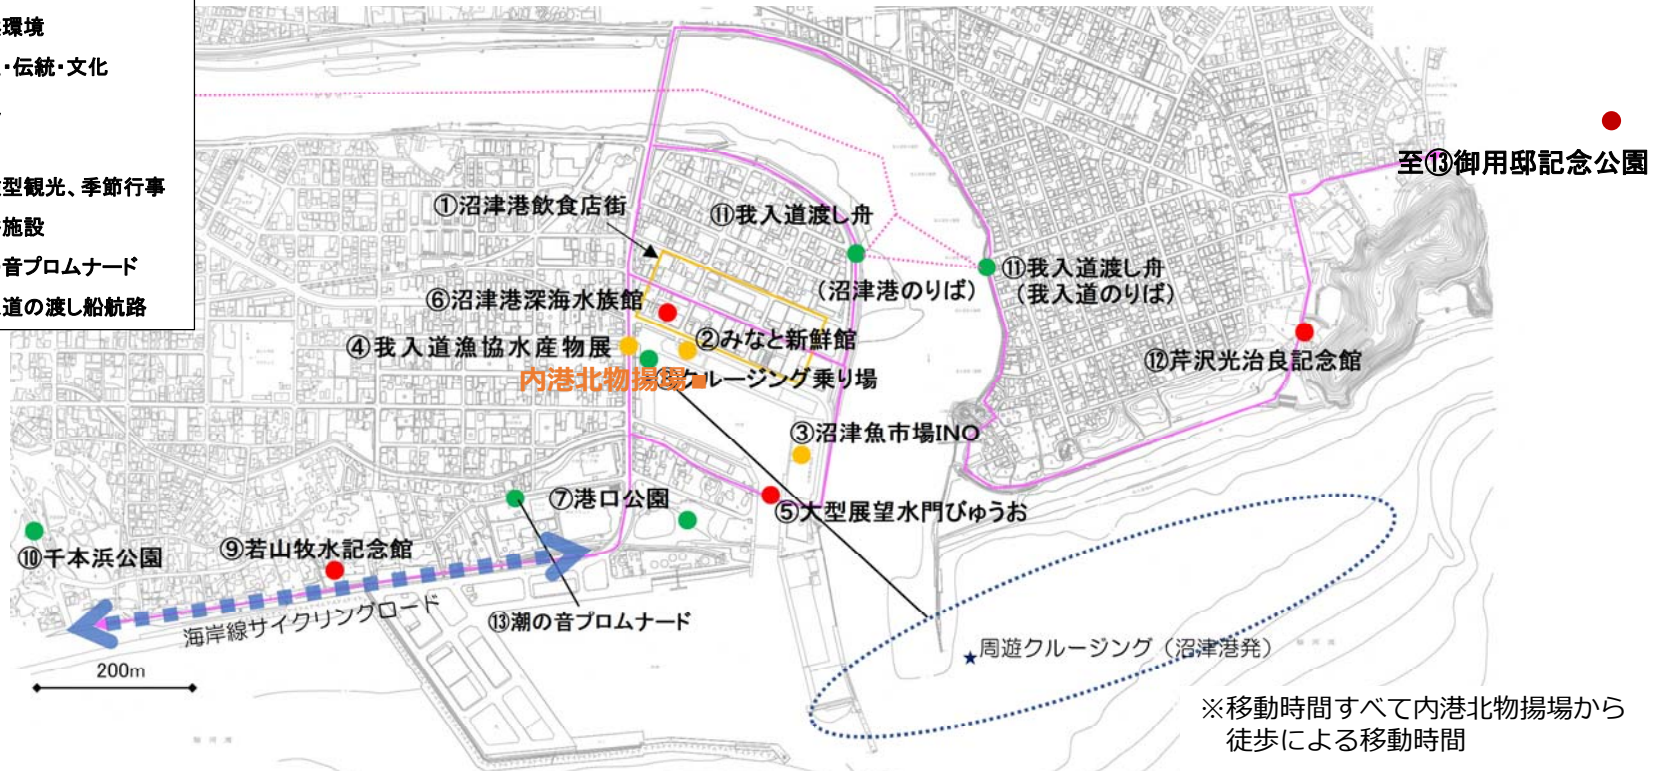 環境
・伝統・文化
型観光、季節行事
施設
音プロムナード
道の渡し船航路
至⑬御用邸記念公園
①沼津港飲食店街
⑪我入道渡し舟
(沼津港のりば)
⑪我入道渡し舟
(我入道のりば)
⑥沼津港深海水族館
④我入道漁協水産物展
②みなと新鮮館
⑫芹沢光治良記念館
内港北物揚場
クルージング乗り場
③沼津魚市場INO
⑦港口公園
⑤大型展望水門びゅうお
⑩千本浜公園
⑨若山牧水記念館
⑬潮の音プロムナード
海岸線サイクリングロード
★周遊クルージング(沼津港発)
200m
※移動時間すべて内港北物揚場から
徒歩による移動時間